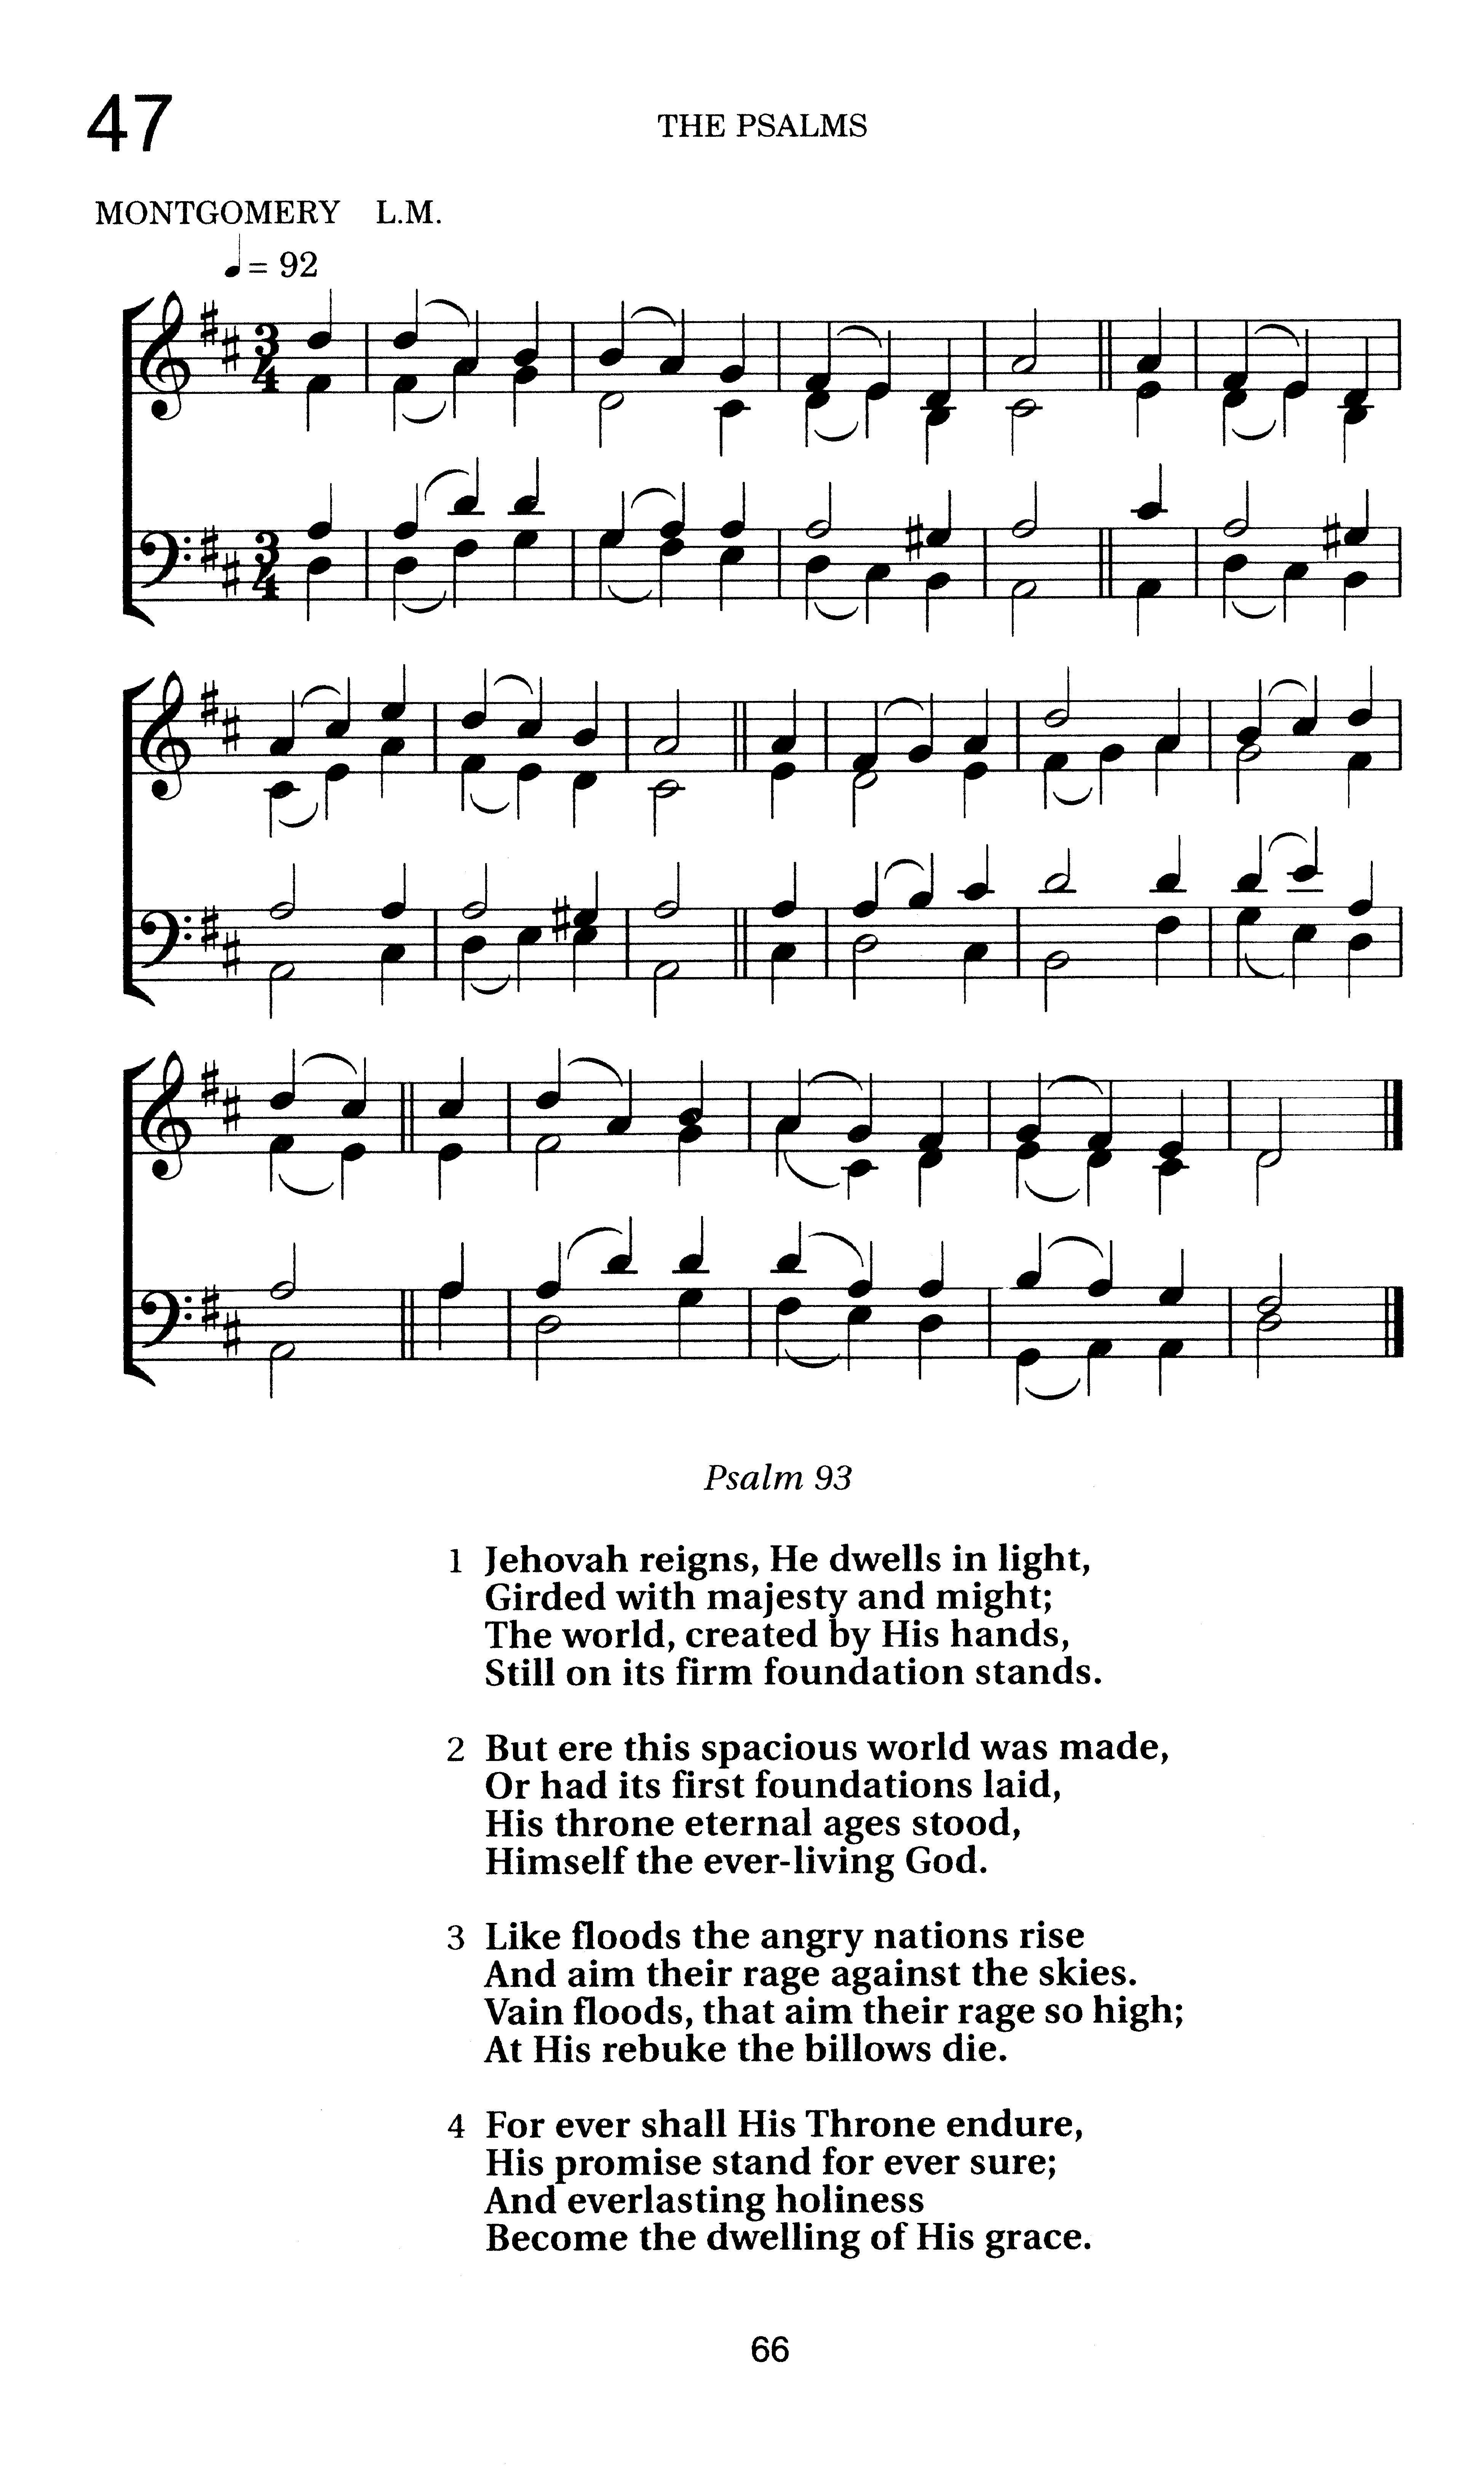 47
THE PSALMS
MONTGOMERY L.M.
♩ = 92
3
4
3
4
Psalm 93
1 Jehovah reigns, He dwells in light,
Girded with majesty and might;
The world, created by His hands,
Still on its firm foundation stands.
2 But ere this spacious world was made,
Or had its first foundations laid,
His throne eternal ages stood,
Himself the ever-living God.
3 Like floods the angry nations rise
And aim their rage against the skies.
Vain floods, that aim their rage so high;
At His rebuke the billows die.
4 For ever shall His Throne endure,
His promise stand for ever sure;
And everlasting holiness
Become the dwelling of His grace.
66